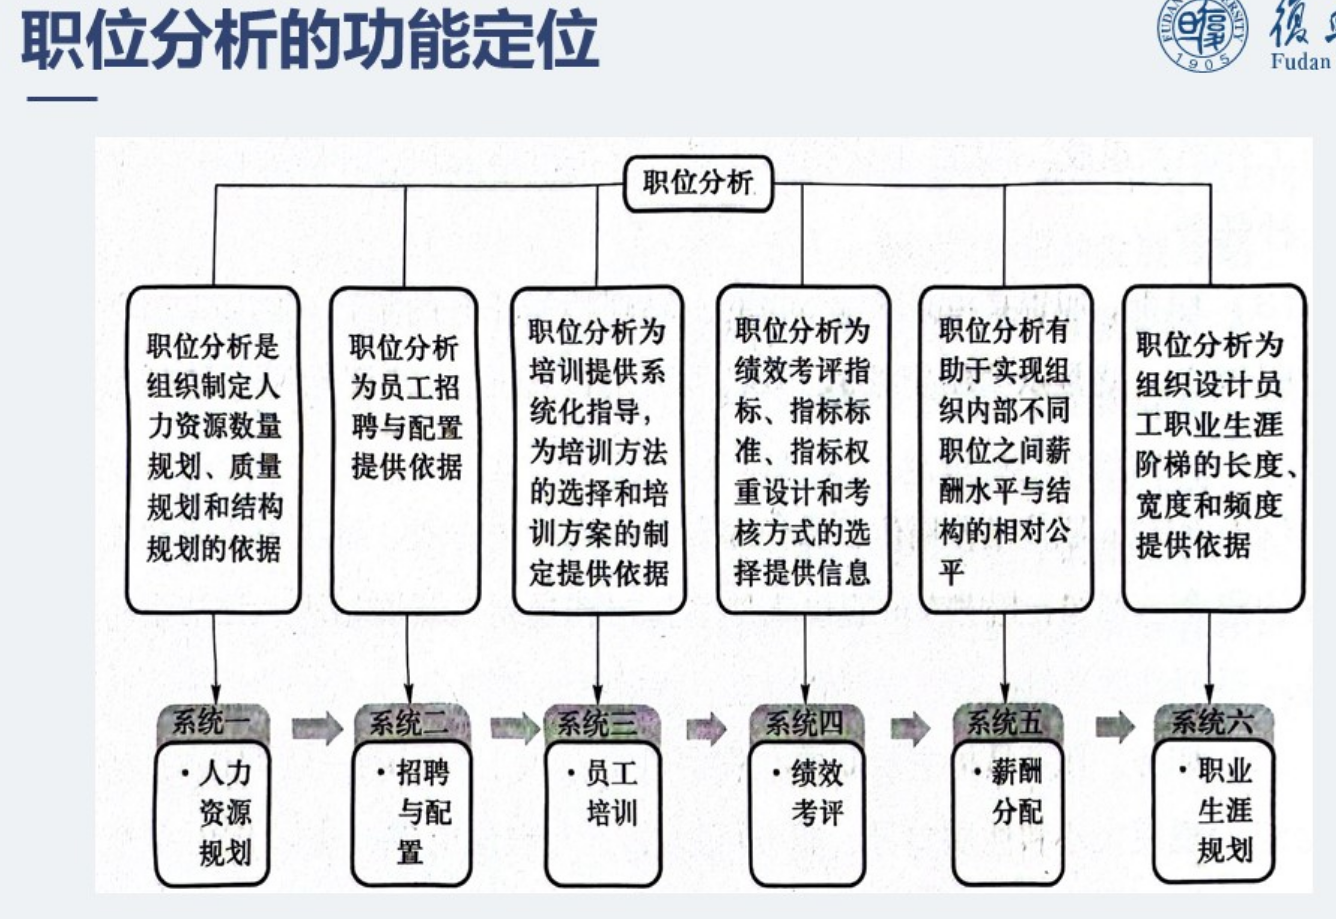 职位分析的功能定位
1905
Fudan
职位分析
职位分析是
组织制定人
力资源数量
规划、质量
规划和结构
规划的依据
职位分析
为员工招
聘与配置
提供依据
职位分析为
培训提供系
统化指导，
为培训方法
的选择和培
训方案的制
定提供依据
职位分析为
绩效考评指
标、指标标
准、指标权
重设计和考
核方式的选
择提供信息
职位分析有
助于实现组
织内部不同
职位之间薪
酬水平与结
构的相对公
平
职位分析为
组织设计员
工职业生涯
阶梯的长度、
宽度和频度
提供依据
系统一
·人力
资源
规划
系统二
·招聘
与配
置
系统三
·员工
培训
系统四
·绩效
考评
系统五
·薪酬
分配
系统六
·职业
生涯
规划